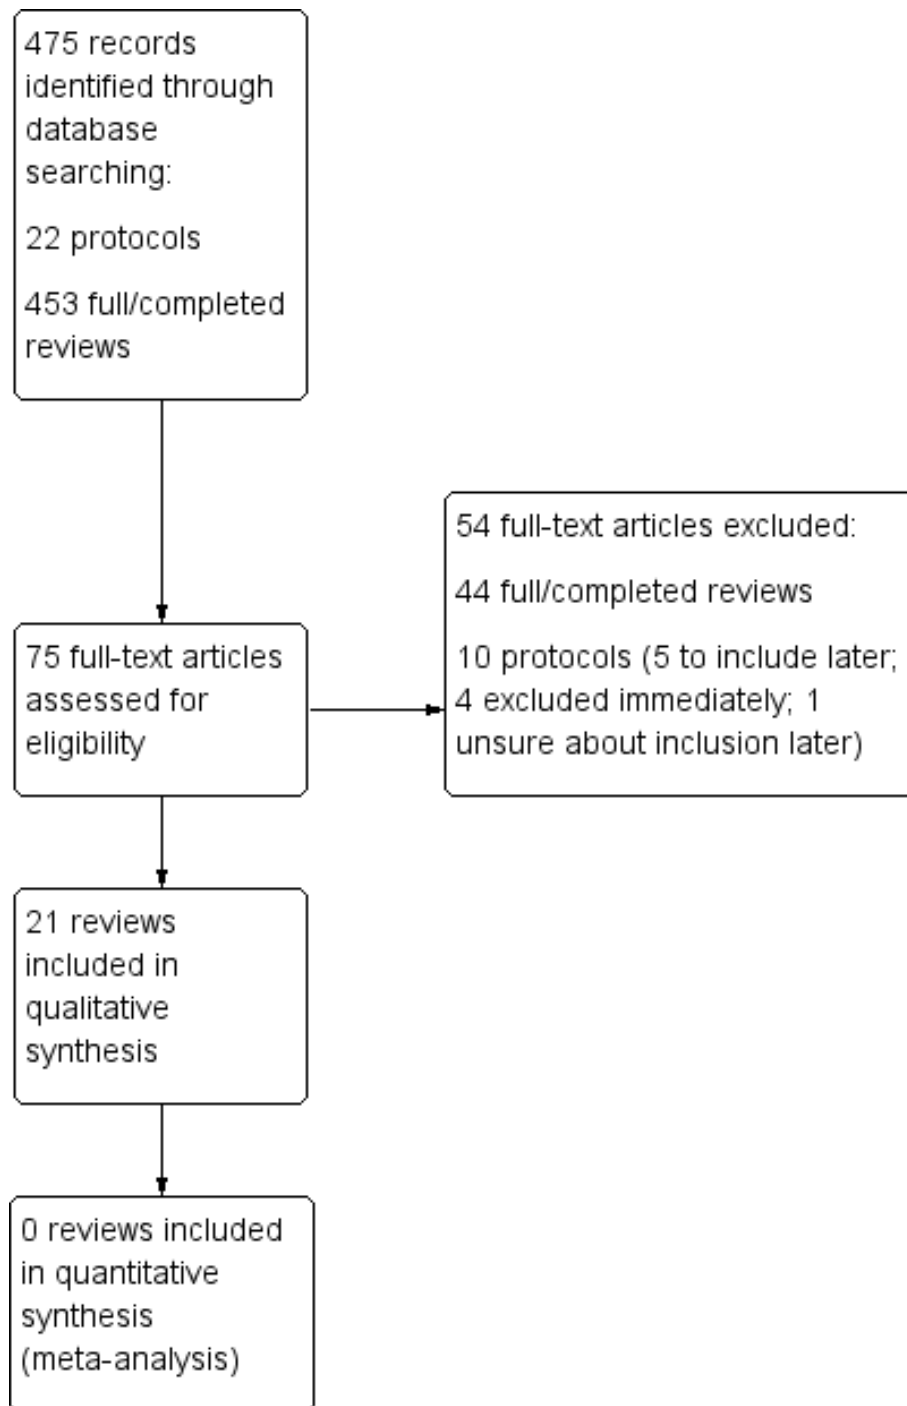 475 records
identified through
database
searching:
22 protocols
453 full/completed
reviews
54 full-text articles excluded:
44 full/completed reviews
10 protocols (5 to include later;
4 excluded immediately; 1
unsure about inclusion later)
75 full-text articles
assessed for
eligibility
21 reviews
included in
qualitative
synthesis
0 reviews included
in quantitative
synthesis
(meta-analysis)